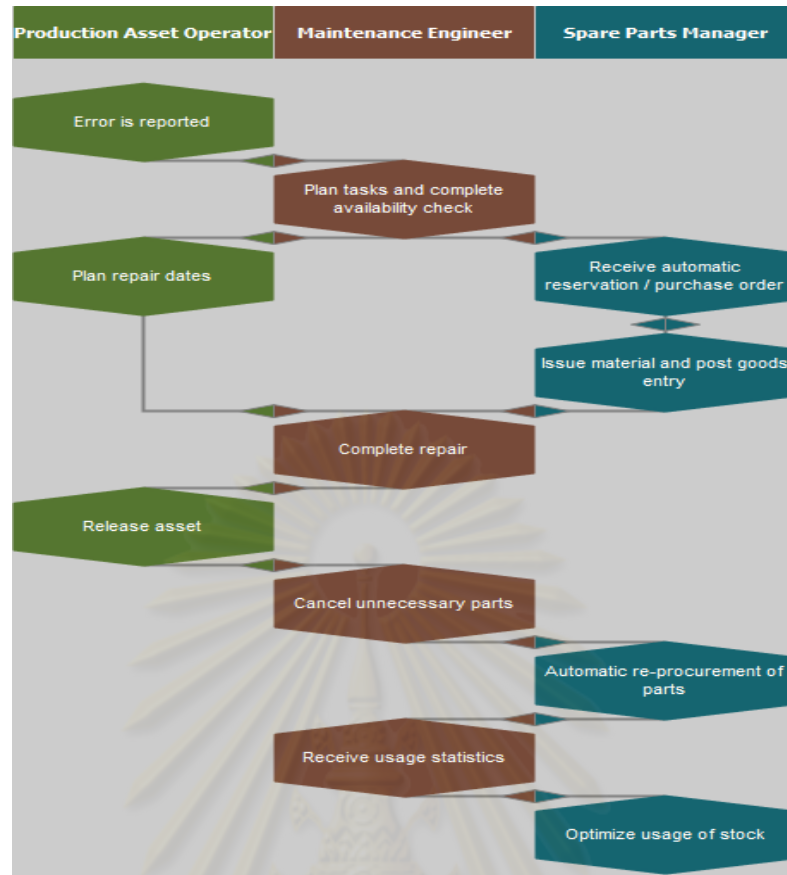 Production Asset Operator
Maintenance Engineer
Spare Parts Manager
Error is reported
Plan tasks and complete
availability check
Plan repair dates
Receive automatic
reservation / purchase order
Issue material and post goods
entry
Complete repair
Release asset
Cancel unnecessary parts
Automatic re-procurement of
parts
Receive usage statistics
Optimize usage of stock